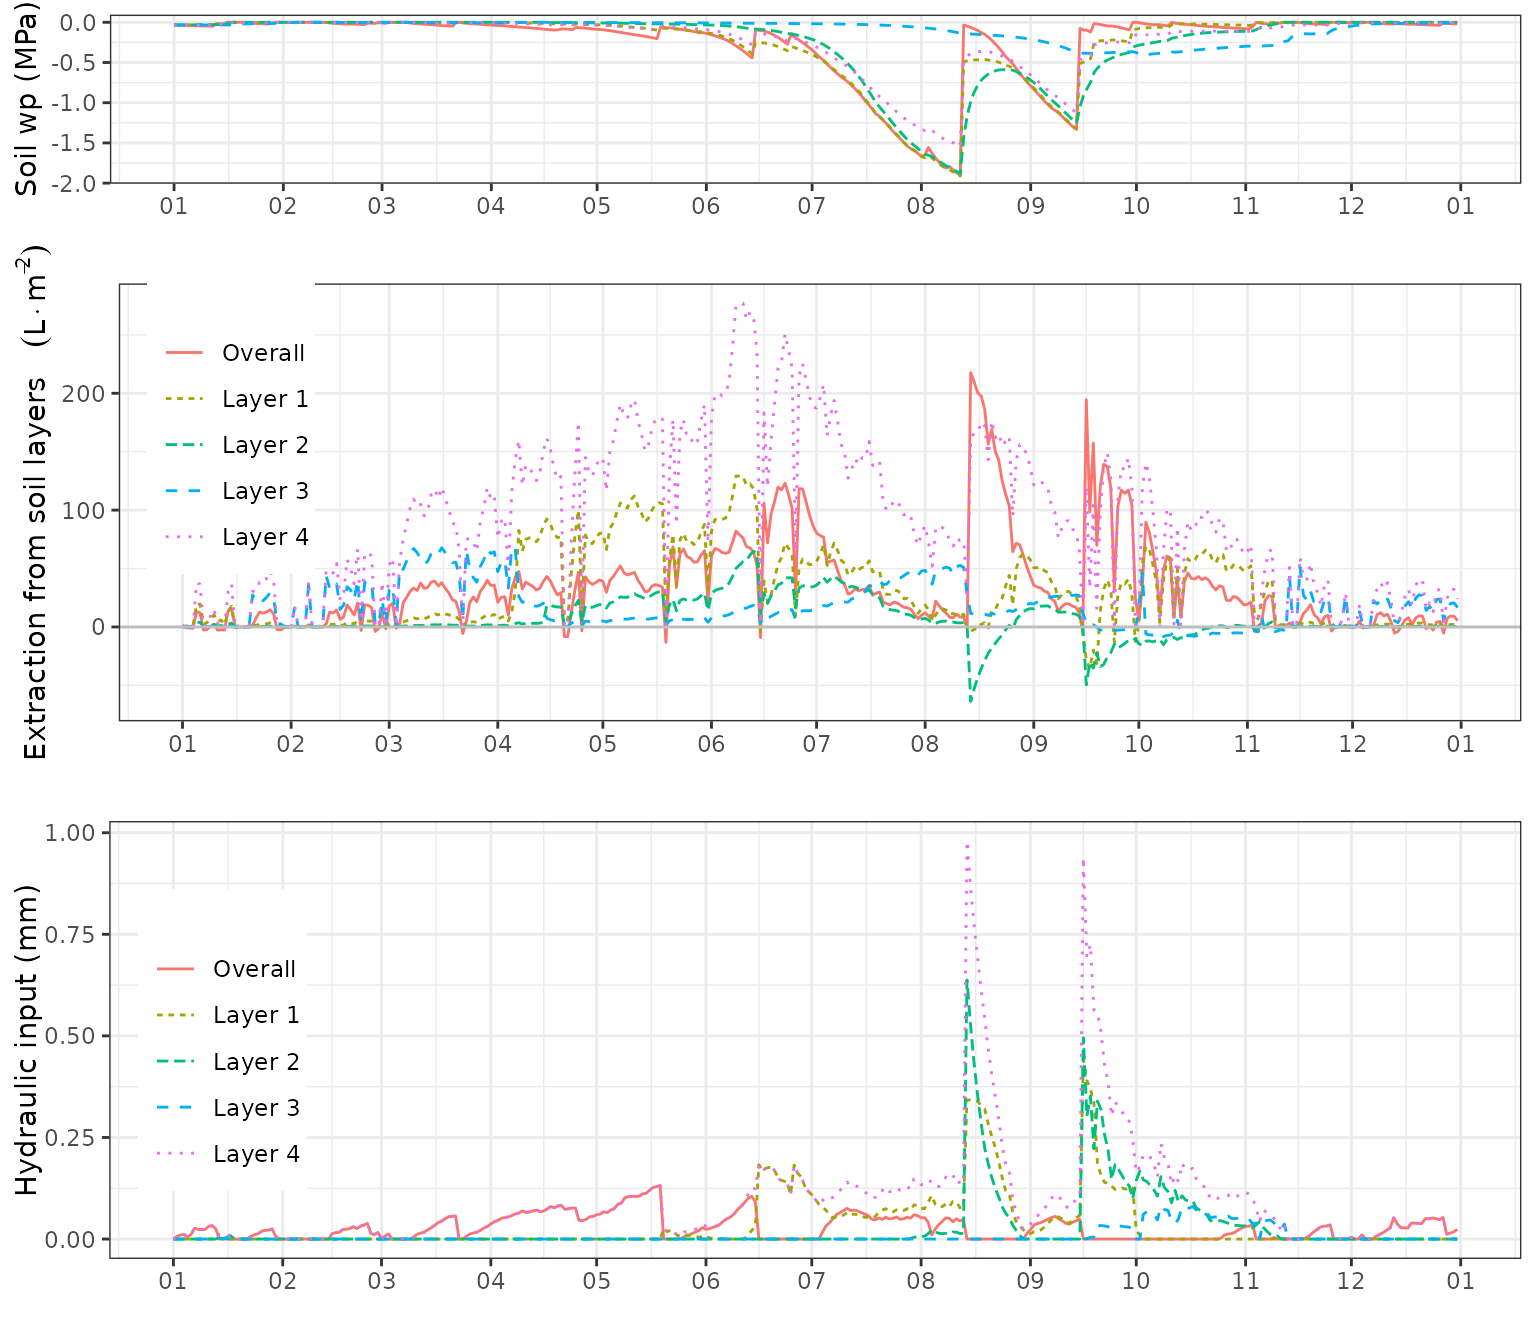 Soil wp (MPa)
0.0
-0.5
-1.0
-1.5
-2.0
01 02 03 04 05 06 07 08 09 10 11 12 01
Extraction from soil layers (L·m⁻²)
200
100
0
Overall
Layer 1
Layer 2
Layer 3
Layer 4
01 02 03 04 05 06 07 08 09 10 11 12 01
Hydraulic input (mm)
1.00
0.75
0.50
0.25
0.00
Overall
Layer 1
Layer 2
Layer 3
Layer 4
01 02 03 04 05 06 07 08 09 10 11 12 01